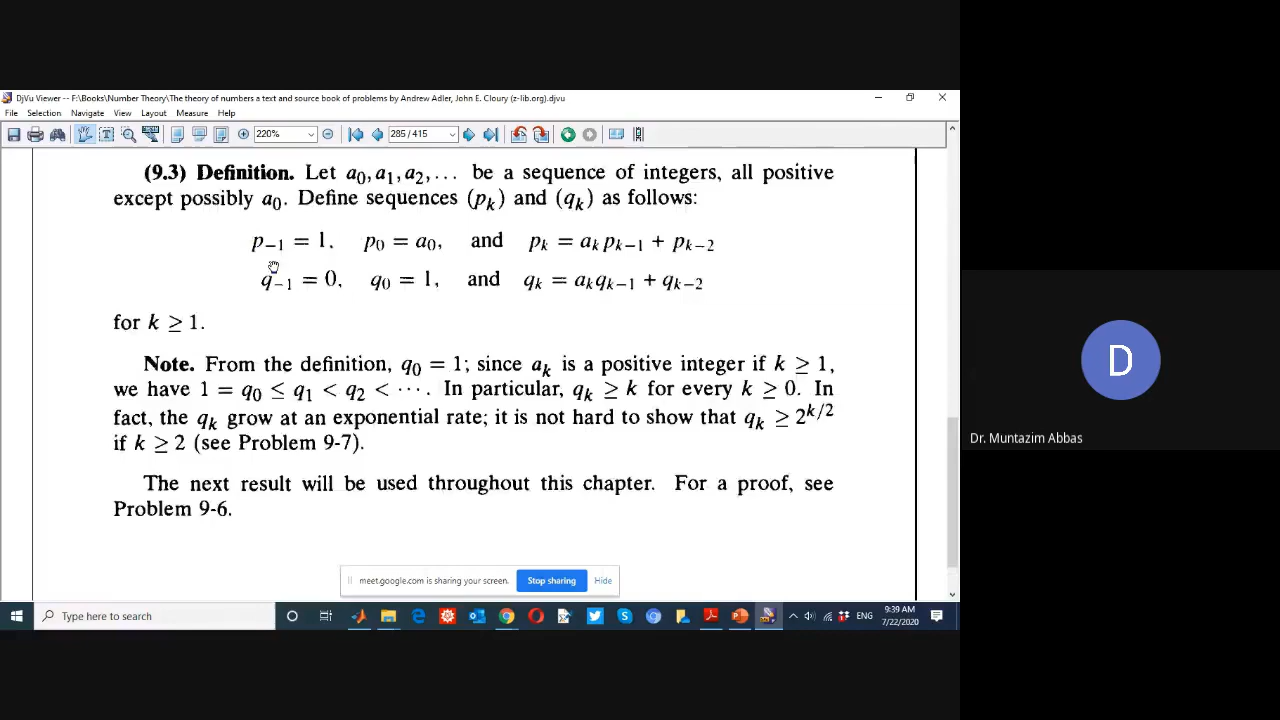 DjVu Viewer -- F:\Books\Number Theory\The theory of numbers a text and source book of problems by Andrew Adler, John E. Cloury (z-lib.org).djvu
File Selection Navigate View Layout Measure Help
220% 285 / 415
(9.3) Definition. Let a₀, a₁, a₂, ... be a sequence of integers, all positive
except possibly a₀. Define sequences (pₖ) and (qₖ) as follows:
p₋₁ = 1, p₀ = a₀, and pₖ = aₖpₖ₋₁ + pₖ₋₂
q₋₁ = 0, q₀ = 1, and qₖ = aₖqₖ₋₁ + qₖ₋₂
for k ≥ 1.
Note. From the definition, q₀ = 1; since aₖ is a positive integer if k ≥ 1,
we have 1 = q₀ ≤ q₁ < q₂ < ···. In particular, qₖ ≥ k for every k ≥ 0. In
fact, the qₖ grow at an exponential rate; it is not hard to show that qₖ ≥ 2^{k/2}
if k ≥ 2 (see Problem 9-7).
The next result will be used throughout this chapter. For a proof, see
Problem 9-6.
meet.google.com is sharing your screen. Stop sharing Hide
D
Dr. Muntazim Abbas
Type here to search
ENG
9:39 AM
7/22/2020